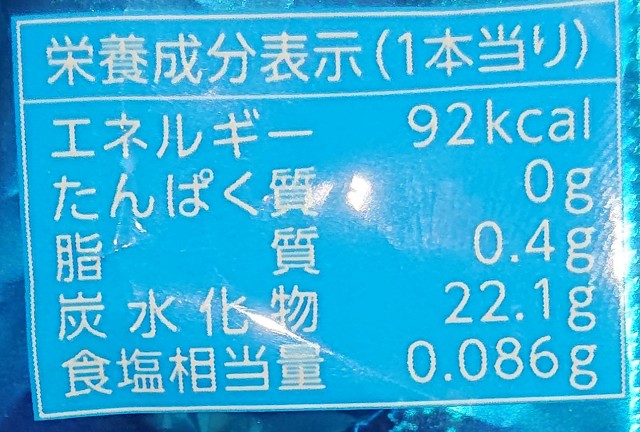 栄養成分表示(1本当り)
エネルギー 92kcal
たんぱく質 0g
脂質 0.4g
炭水化物 22.1g
食塩相当量 0.086g